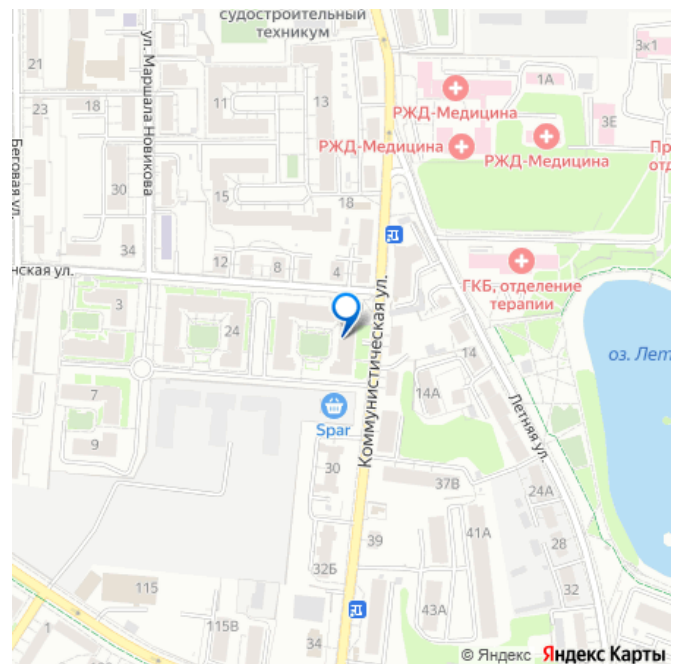 судостроительный
техникум
3к1
21
ул. Маршала Новикова
1А
11
13
РЖД-Медицина
3Е
23
18
РЖД-Медицина
РЖД-Медицина
Пр
отд
Беговая ул.
30
15
18
34
12
8
4
нская ул.
ГКБ, отделение
терапии
3
24
Коммунистическая ул.
14
оз. Лет
7
14А
Летняя ул.
Spar
9
30
37В
24А
41А
39
28
32Б
115
32
43А
115В
1
34
© Яндекс Яндекс Карты